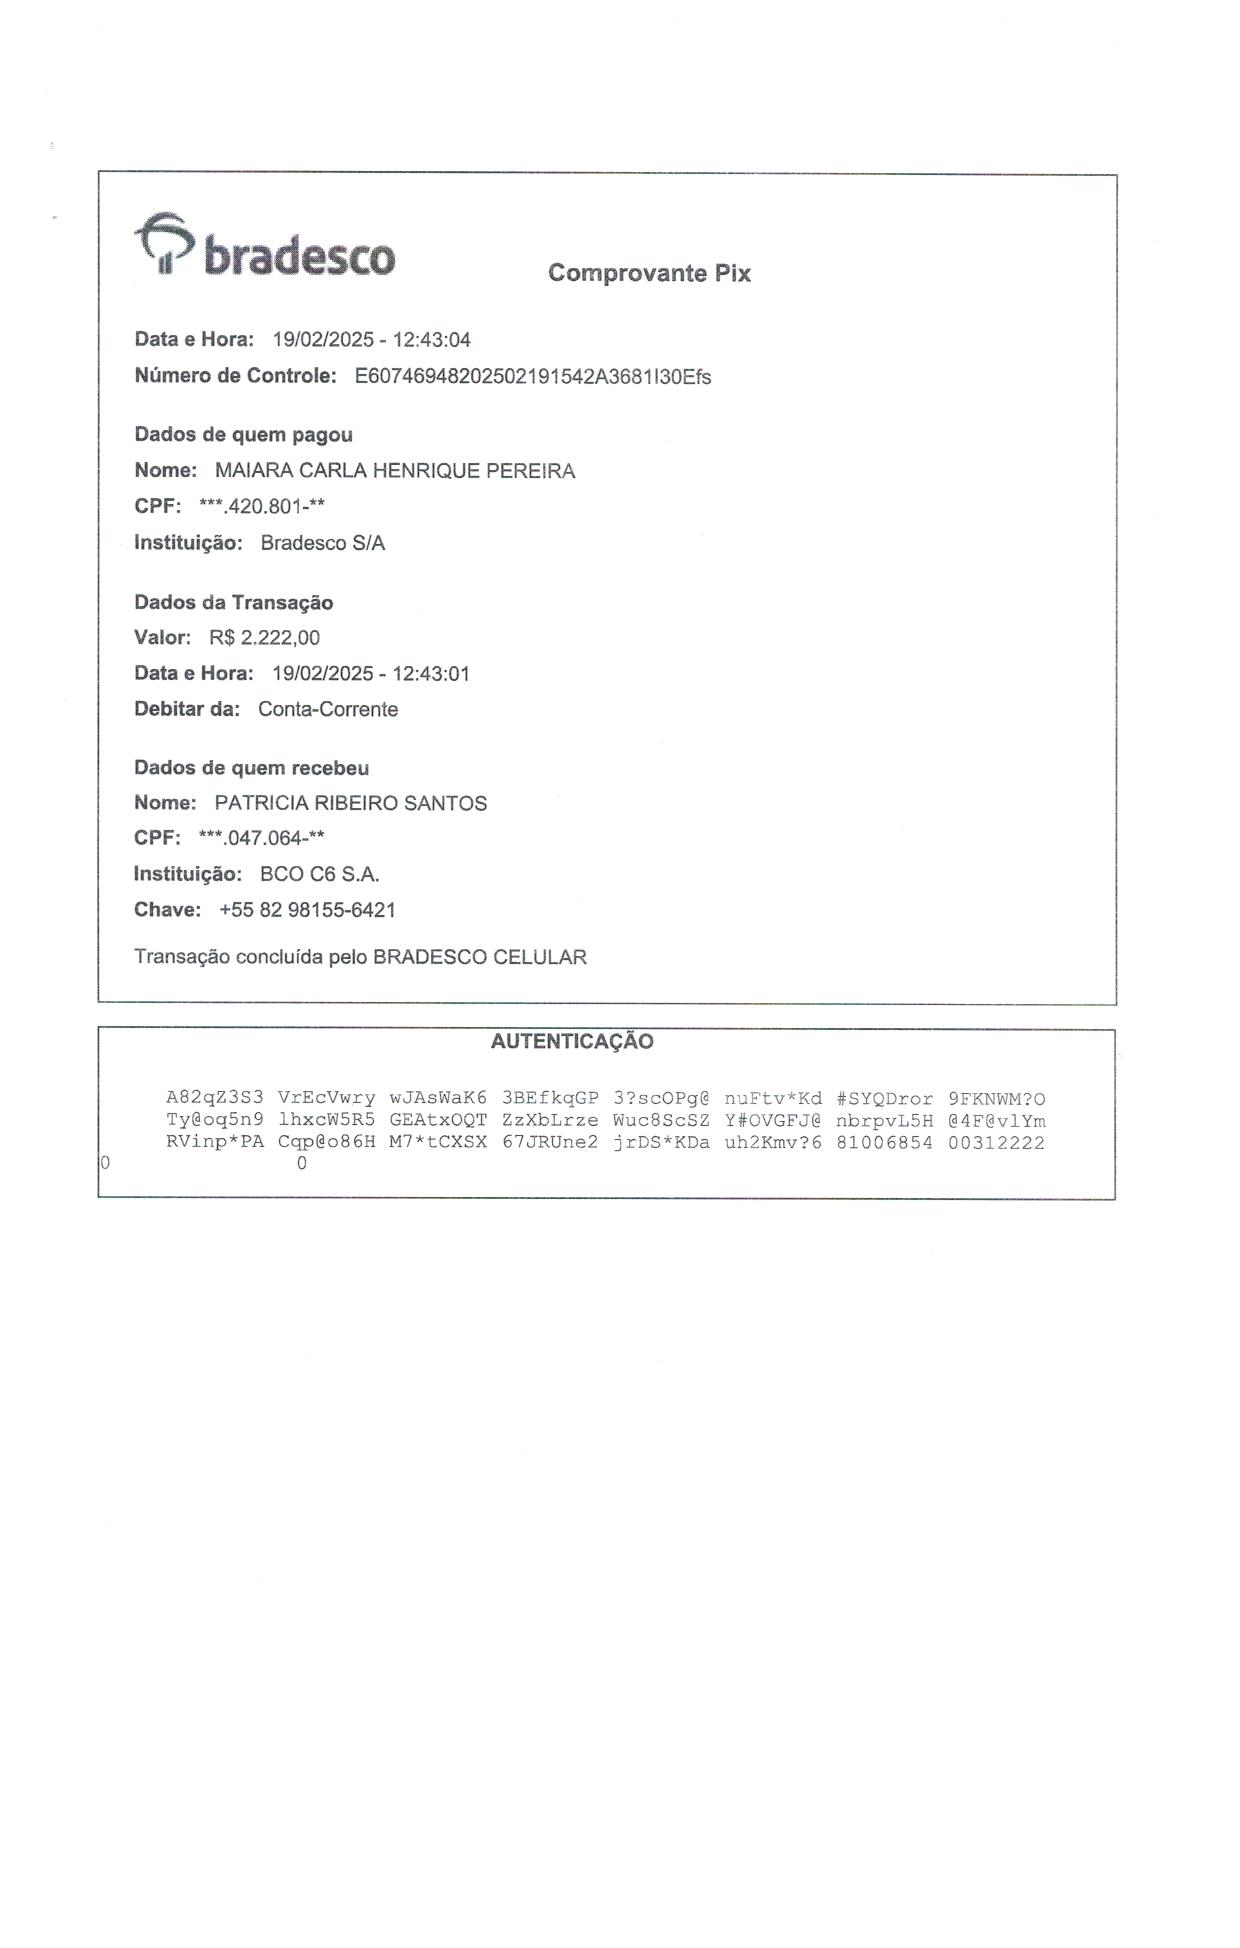 bradesco
Comprovante Pix
Data e Hora: 19/02/2025 - 12:43:04
Número de Controle: E60746948202502191542A3681I30Efs
Dados de quem pagou
Nome: MAIARA CARLA HENRIQUE PEREIRA
CPF: ***.420.801-**
Instituição: Bradesco S/A
Dados da Transação
Valor: R$ 2.222,00
Data e Hora: 19/02/2025 - 12:43:01
Debitar da: Conta-Corrente
Dados de quem recebeu
Nome: PATRICIA RIBEIRO SANTOS
CPF: ***.047.064-**
Instituição: BCO C6 S.A.
Chave: +55 82 98155-6421
Transação concluída pelo BRADESCO CELULAR
AUTENTICAÇÃO
A82qZ3S3 VrEcVwry wJAsWaK6 3BEfkqGP 3?scOPg@ nuFtv*Kd #SYQDror 9FKNWM?O
Ty@oq5n9 lhxcW5R5 GEAtxOQT ZzXbLrze Wuc8ScSZ Y#OVGFJ@ nbrpvL5H @4F@vlYm
RVinp*PA Cqp@o86H M7*tCXSX 67JRUne2 jrDS*KDa uh2Kmv?6 81006854 00312222
0 0